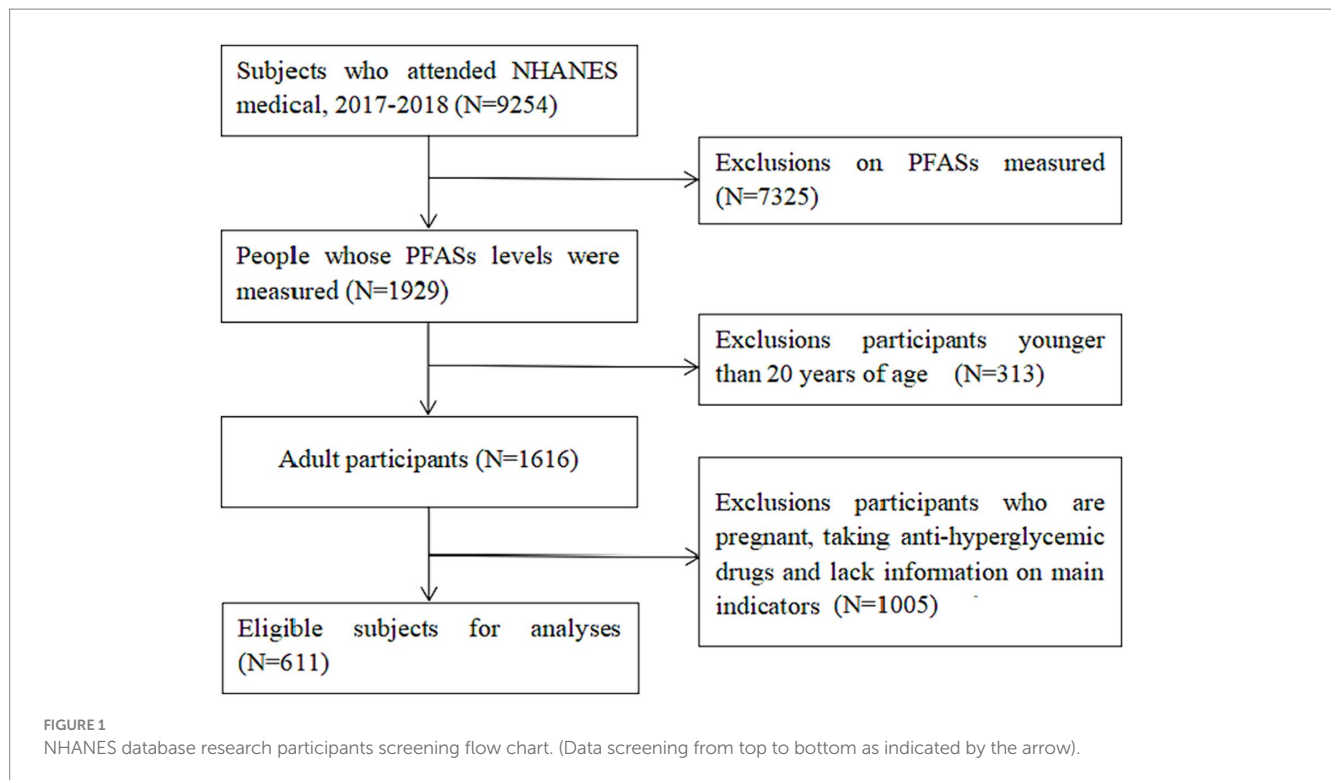 Subjects who attended NHANES
medical, 2017-2018 (N=9254)
Exclusions on PFASs measured
(N=7325)
People whose PFASs levels were
measured (N=1929)
Exclusions participants younger
than 20 years of age (N=313)
Adult participants (N=1616)
Exclusions participants who are
pregnant, taking anti-hyperglycemic
drugs and lack information on main
indicators (N=1005)
Eligible subjects for analyses
(N=611)
FIGURE 1
NHANES database research participants screening flow chart. (Data screening from top to bottom as indicated by the arrow).